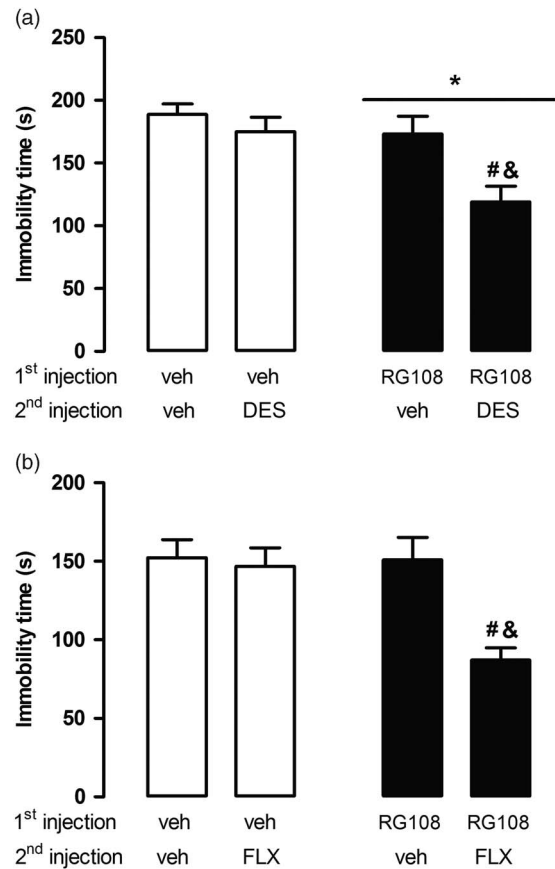 (a)
250
200
150
100
50
0
Immobility time (s)
*
#&
1st injection veh veh RG108 RG108
2nd injection veh DES veh DES
(b)
200
150
100
50
0
Immobility time (s)
#&
1st injection veh veh RG108 RG108
2nd injection veh FLX veh FLX